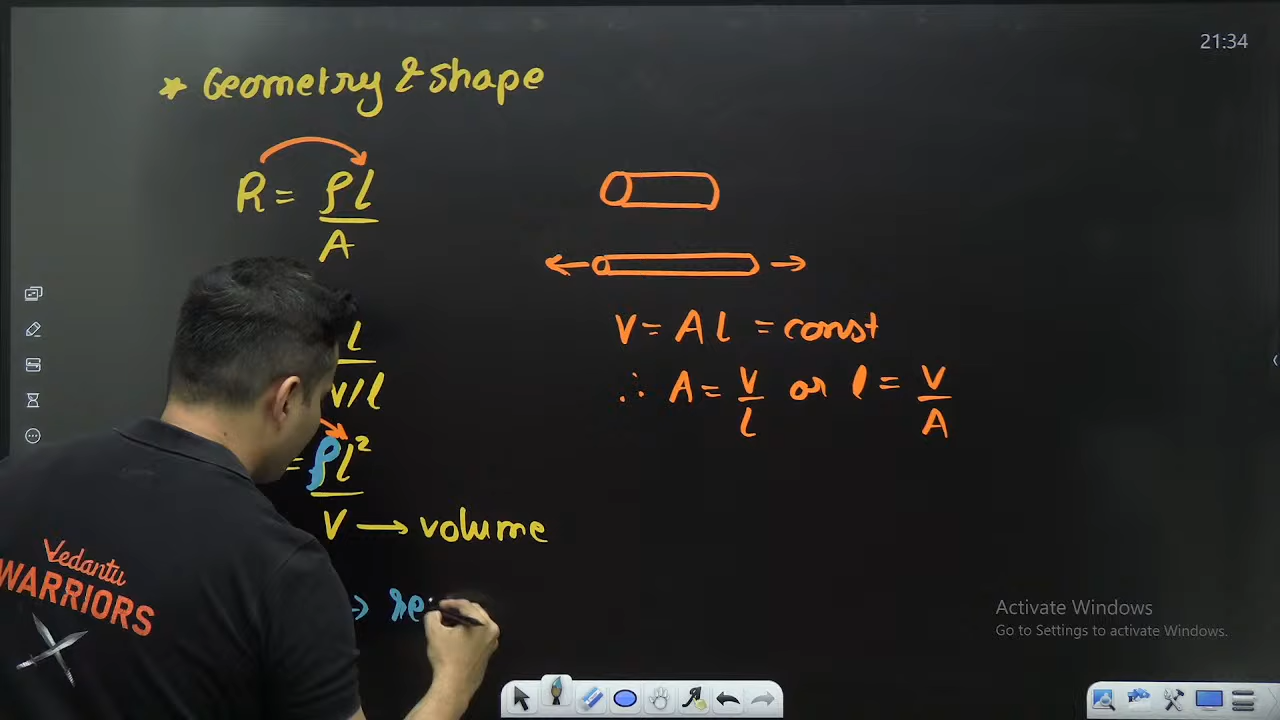 21:34
* Geometry & Shape
R = ρl
A
l
V/l
= ρl²
V → volume
→
V = A l = const
∴ A = V/l or l = V/A
Vedantu
WARRIORS
Activate Windows
Go to Settings to activate Windows.